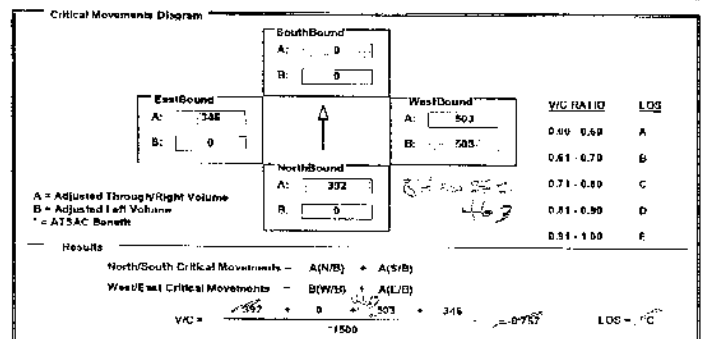 Critical Movements Diagram
SouthBound
A: 0
B: 0
EastBound
A: 346
B: 0
WestBound
A: 503
B: 503
NorthBound
A: 392
B: 0
V/C RATIO LOS
0.00 - 0.60 A
0.61 - 0.70 B
0.71 - 0.80 C
0.81 - 0.90 D
0.91 - 1.00 E
A = Adjusted Through/Right Volume
B = Adjusted Left Volume
* = ATSAC Benefit
463
Results
North/South Critical Movements = A(N/B) + A(S/B)
West/East Critical Movements = B(W/B) + A(E/B)
V/C = 392 + 0 + 503 + 346 = 0.757 LOS = C
1500